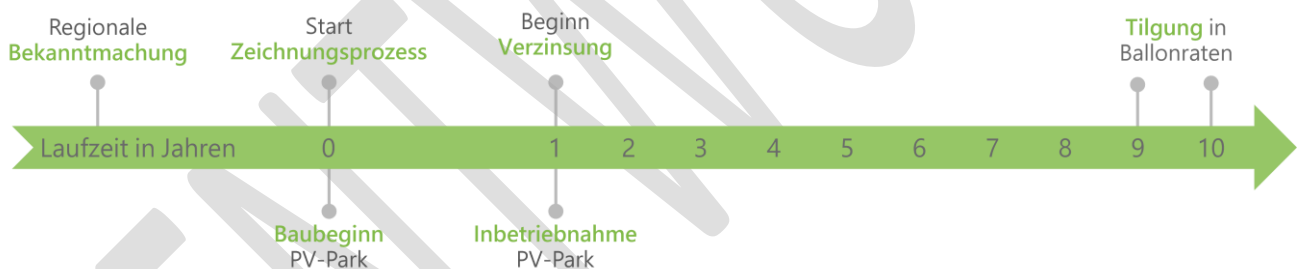 Regionale
Bekanntmachung
Start
Zeichnungsprozess
Beginn
Verzinsung
Tilgung in
Ballonraten
Laufzeit in Jahren 0 1 2 3 4 5 6 7 8 9 10
Baubeginn
PV-Park
Inbetriebnahme
PV-Park